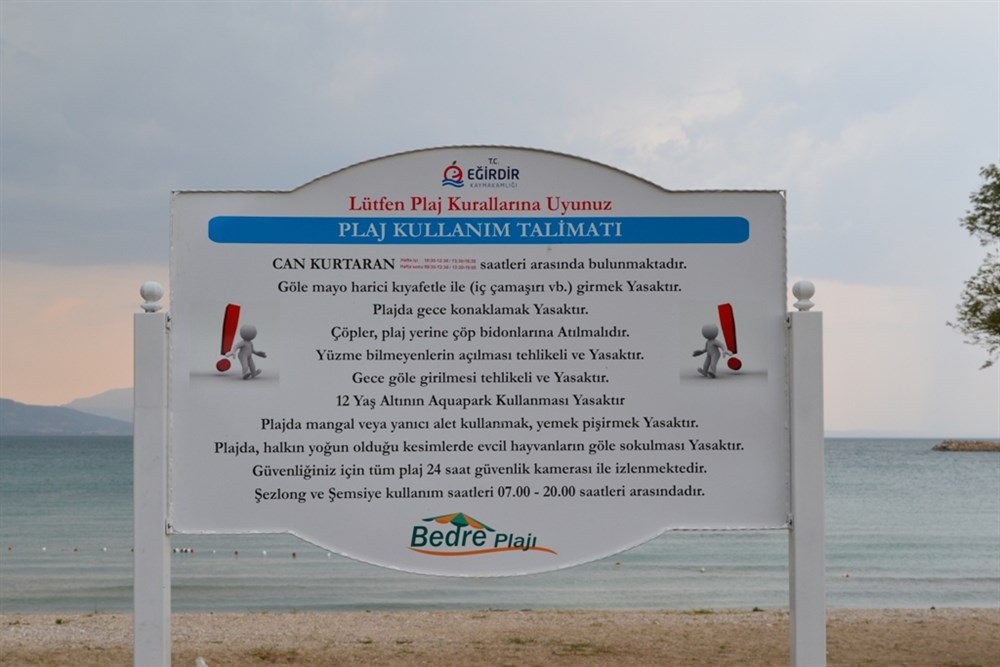 T.C.
EĞİRDİR
KAYMAKAMLIĞI
Lütfen Plaj Kurallarına Uyunuz
PLAJ KULLANIM TALİMATI
CAN KURTARAN saatleri arasında bulunmaktadır.
Göle mayo harici kıyafetle ile (iç çamaşırı vb.) girmek Yasaktır.
Plajda gece konaklamak Yasaktır.
Çöpler, plaj yerine çöp bidonlarına Atılmalıdır.
Yüzme bilmeyenlerin açılması tehlikeli ve Yasaktır.
Gece göle girilmesi tehlikeli ve Yasaktır.
12 Yaş Altının Aquapark Kullanması Yasaktır
Plajda mangal veya yanıcı alet kullanmak, yemek pişirmek Yasaktır.
Plajda, halkın yoğun olduğu kesimlerde evcil hayvanların göle sokulması Yasaktır.
Güvenliğiniz için tüm plaj 24 saat güvenlik kamerası ile izlenmektedir.
Şezlong ve Şemsiye kullanım saatleri 07.00 - 20.00 saatleri arasındadır.
Bedre Plajı